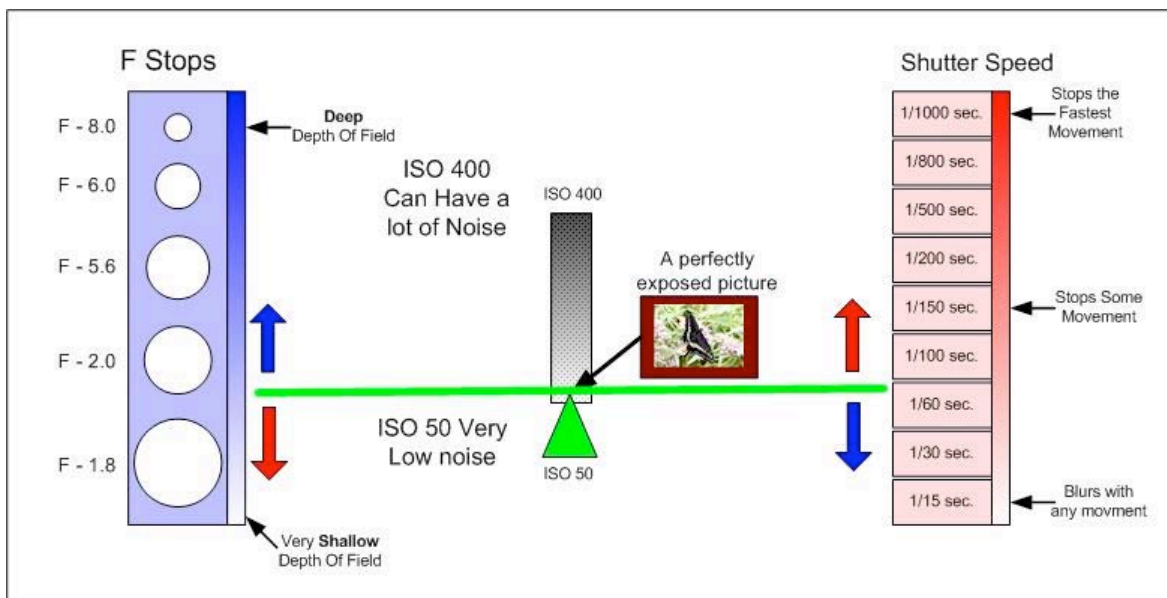 F Stops
F - 8.0
F - 6.0
F - 5.6
F - 2.0
F - 1.8
Deep
Depth Of Field
Very Shallow
Depth Of Field
ISO 400
Can Have a
lot of Noise
ISO 50 Very
Low noise
ISO 400
ISO 50
A perfectly
exposed picture
Shutter Speed
1/1000 sec.
1/800 sec.
1/500 sec.
1/200 sec.
1/150 sec.
1/100 sec.
1/60 sec.
1/30 sec.
1/15 sec.
Stops the
Fastest
Movement
Stops Some
Movement
Blurs with
any movment